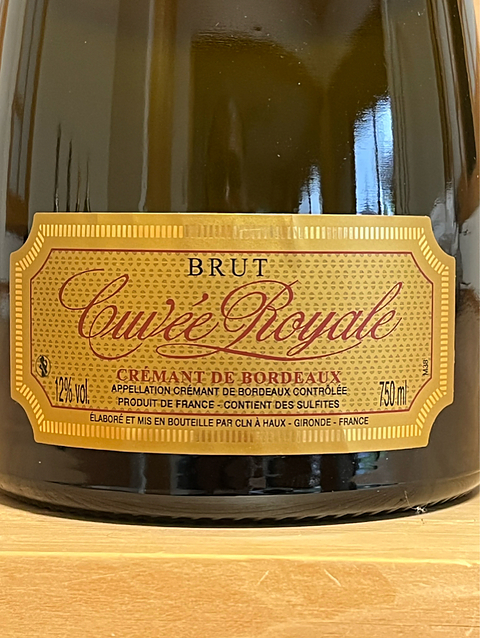 BRUT
Cuvée Royale
CRÉMANT DE BORDEAUX
12% vol.
APPELLATION CRÉMANT DE BORDEAUX CONTRÔLÉE
750 ml
PRODUIT DE FRANCE - CONTIENT DES SULFITES
ÉLABORÉ ET MIS EN BOUTEILLE PAR CLN À HAUX - GIRONDE - FRANCE